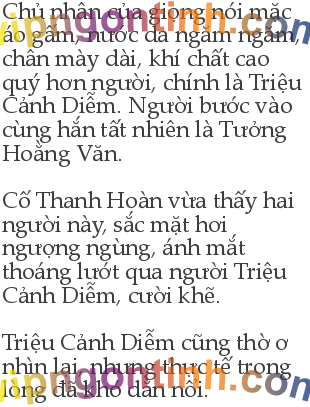 Chủ nhân của giọng nói mặc
áo gấm, nước da ngăm ngăm,
chân mày dài, khí chất cao
quý hơn người, chính là Triệu
Cảnh Diễm. Người bước vào
cùng hắn tất nhiên là Tưởng
Hoằng Văn.
Cố Thanh Hoàn vừa thấy hai
người này, sắc mặt hơi
ngượng ngùng, ánh mắt
thoáng lướt qua người Triệu
Cảnh Diễm, cười khẽ.
Triệu Cảnh Diễm cũng thờ ơ
nhìn lại, nhưng thực tế trong
lòng đã khó dằn nổi.
vipngontinh.com
vipngontinh.com